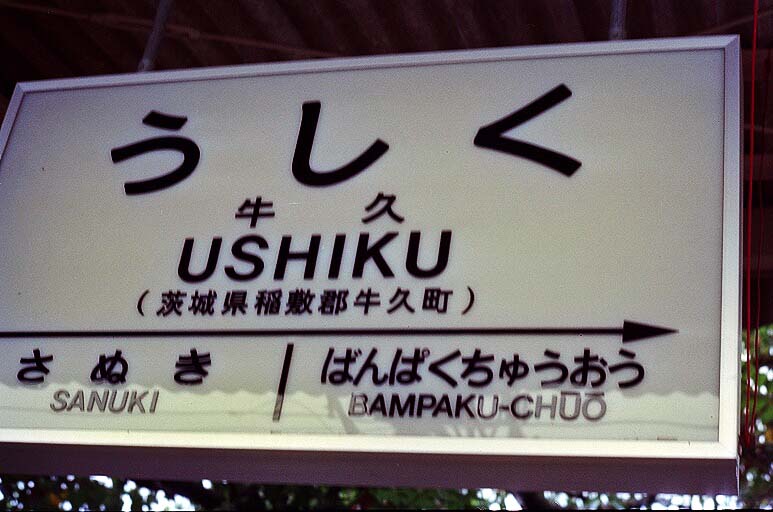 うしく
牛久
USHIKU
(茨城県稲敷郡牛久町)
さぬき ばんぱくちゅうおう
SANUKI BAMPAKU-CHŪŌ